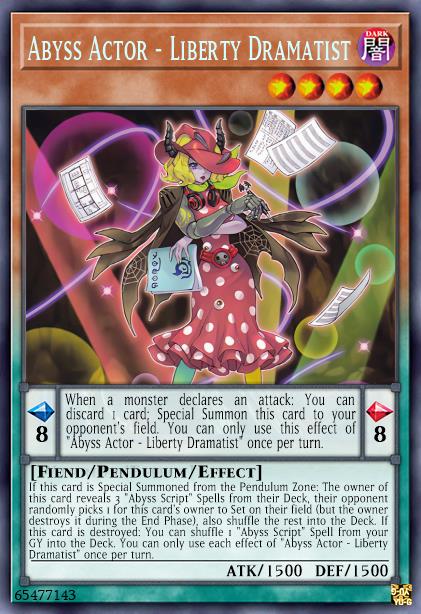 ABYSS ACTOR - LIBERTY DRAMATIST
DARK
闇
When a monster declares an attack: You can
discard 1 card; Special Summon this card to your
opponent's field. You can only use this effect of
"Abyss Actor - Liberty Dramatist" once per turn.
8
8
[FIEND/PENDULUM/EFFECT]
If this card is Special Summoned from the Pendulum Zone: The owner of
this card reveals 3 "Abyss Script" Spells from their Deck, their opponent
randomly picks 1 for this card's owner to Set on their field (but the owner
destroys it during the End Phase), also shuffle the rest into the Deck. If
this card is destroyed: You can shuffle 1 "Abyss Script" Spell from your
GY into the Deck. You can only use each effect of "Abyss Actor - Liberty
Dramatist" once per turn.
ATK/1500 DEF/1500
65477143